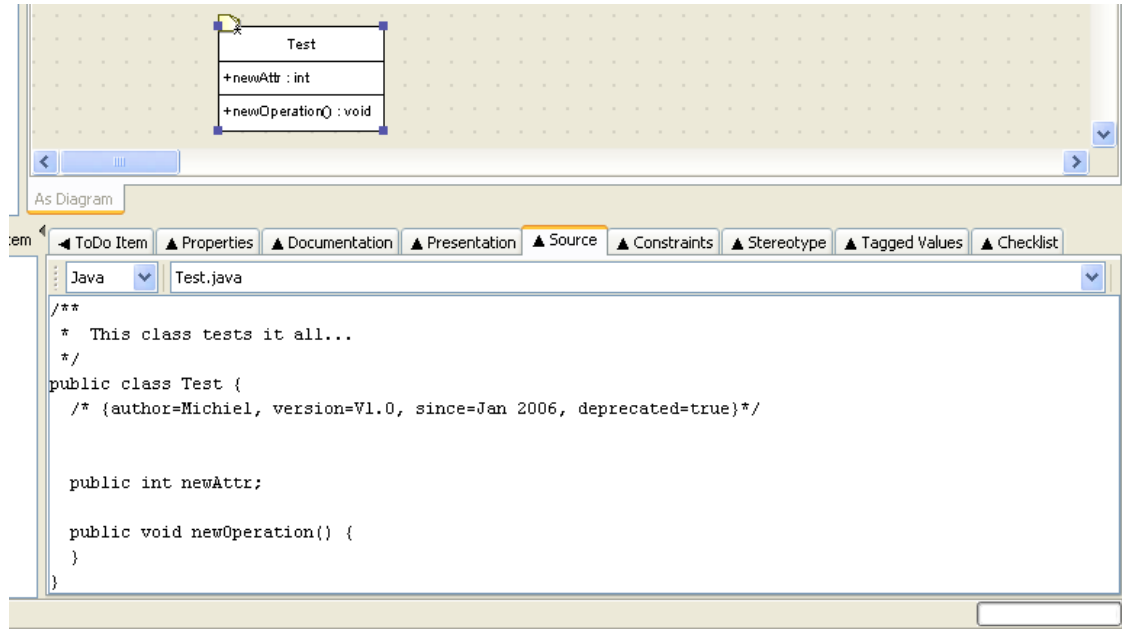 Test
+newAttr : int
+newOperation() : void
As Diagram
em ToDo Item Properties Documentation Presentation Source Constraints Stereotype Tagged Values Checklist
Java Test.java
/**
*  This class tests it all...
*/
public class Test {
/* {author=Michiel, version=V1.0, since=Jan 2006, deprecated=true}*/
public int newAttr;
public void newOperation() {
}
}